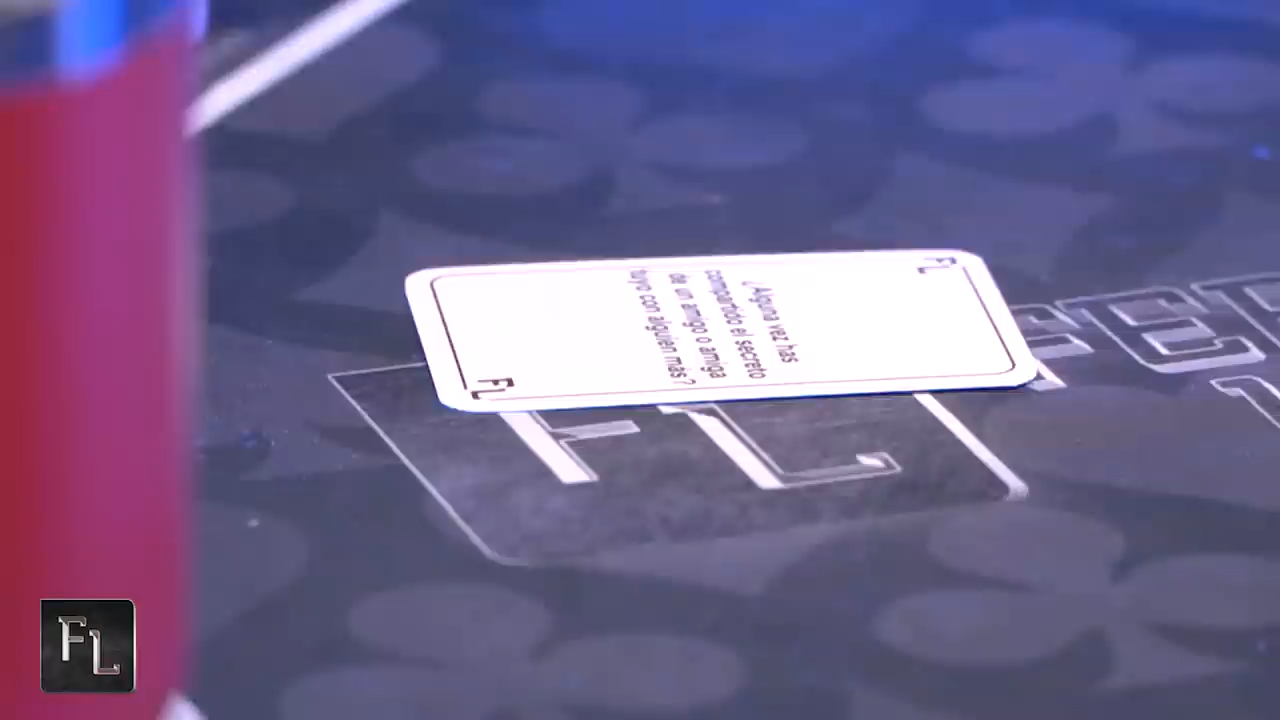 FL
¿Alguna vez has
compartido el secreto
de un amigo o amiga
tuyo con alguien más?
FL
FL
FL